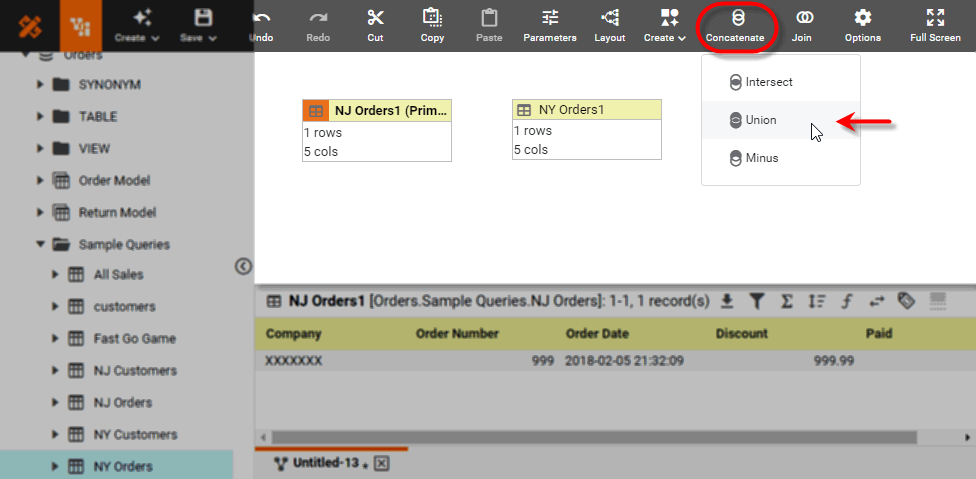 Create
Save
Undo
Redo
Cut
Copy
Paste
Parameters
Layout
Create
Concatenate
Join
Options
Full Screen
Orders
SYNONYM
TABLE
VIEW
Order Model
Return Model
Sample Queries
All Sales
customers
Fast Go Game
NJ Customers
NJ Orders
NY Customers
NY Orders
NJ Orders1 (Prim...
1 rows
5 cols
NY Orders1
1 rows
5 cols
Intersect
Union
Minus
NJ Orders1 [Orders.Sample Queries.NJ Orders]: 1-1, 1 record(s)
Company Order Number Order Date Discount Paid
XXXXXXX 999 2018-02-05 21:32:09 999.99
Untitled-13 *